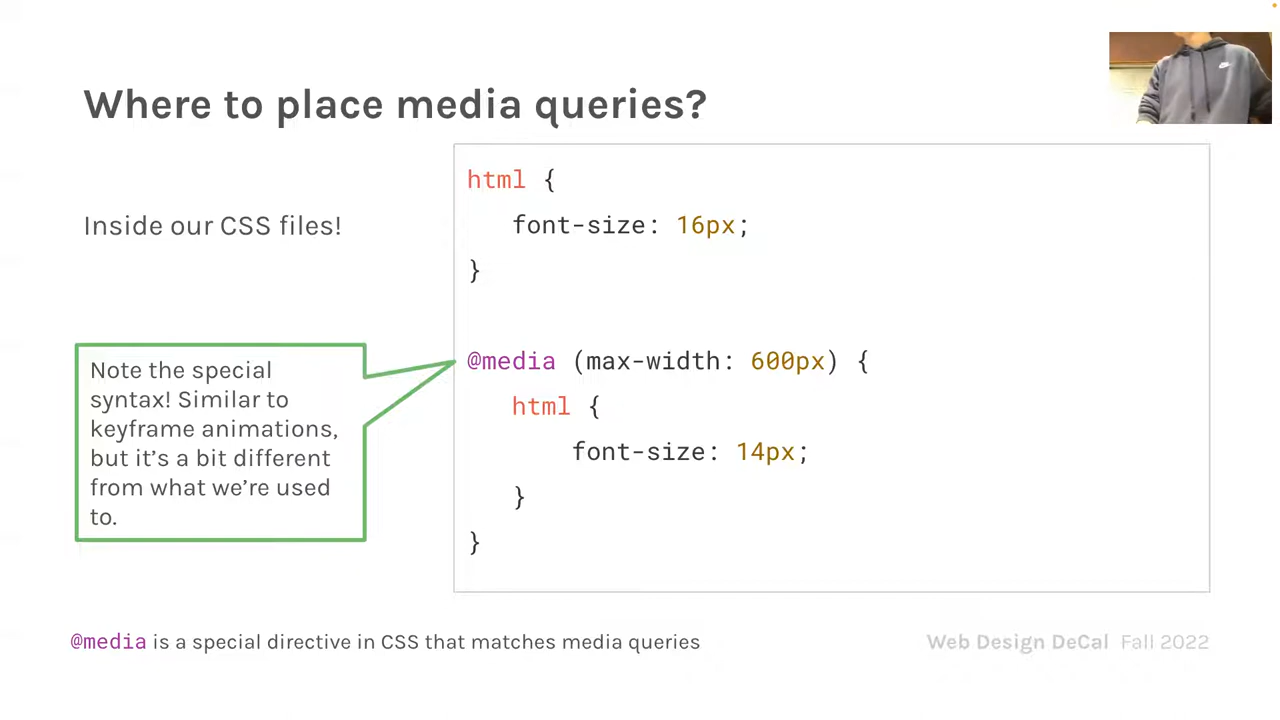 Where to place media queries?
Inside our CSS files!
html {
font-size: 16px;
}
@media (max-width: 600px) {
html {
font-size: 14px;
}
}
Note the special
syntax! Similar to
keyframe animations,
but it's a bit different
from what we're used
to.
@media is a special directive in CSS that matches media queries
Web Design DeCal Fall 2022